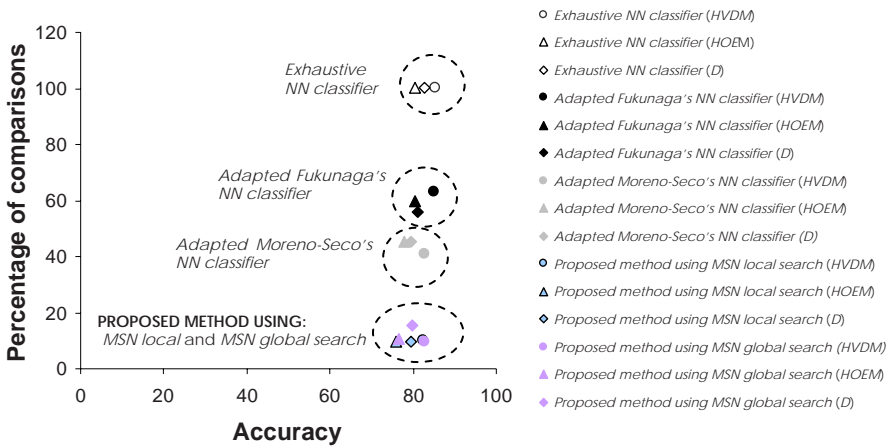 120
100
80
60
40
20
0
0 20 40 60 80 100
Percentage of comparisons
Accuracy
Exhaustive
NN classifier
Adapted Fukunaga's
NN classifier
Adapted Moreno-Seco's
NN classifier
PROPOSED METHOD USING:
MSN local and MSN global search
Exhaustive NN classifier (HVDM)
Exhaustive NN classifier (HOEM)
Exhaustive NN classifier (D)
Adapted Fukunaga's NN classifier (HVDM)
Adapted Fukunaga's NN classifier (HOEM)
Adapted Fukunaga's NN classifier (D)
Adapted Moreno-Seco's NN classifier (HVDM)
Adapted Moreno-Seco's NN classifier (HOEM)
Adapted Moreno-Seco's NN classifier (D)
Proposed method using MSN local search (HVDM)
Proposed method using MSN local search (HOEM)
Proposed method using MSN local search (D)
Proposed method using MSN global search (HVDM)
Proposed method using MSN global search (HOEM)
Proposed method using MSN global search (D)